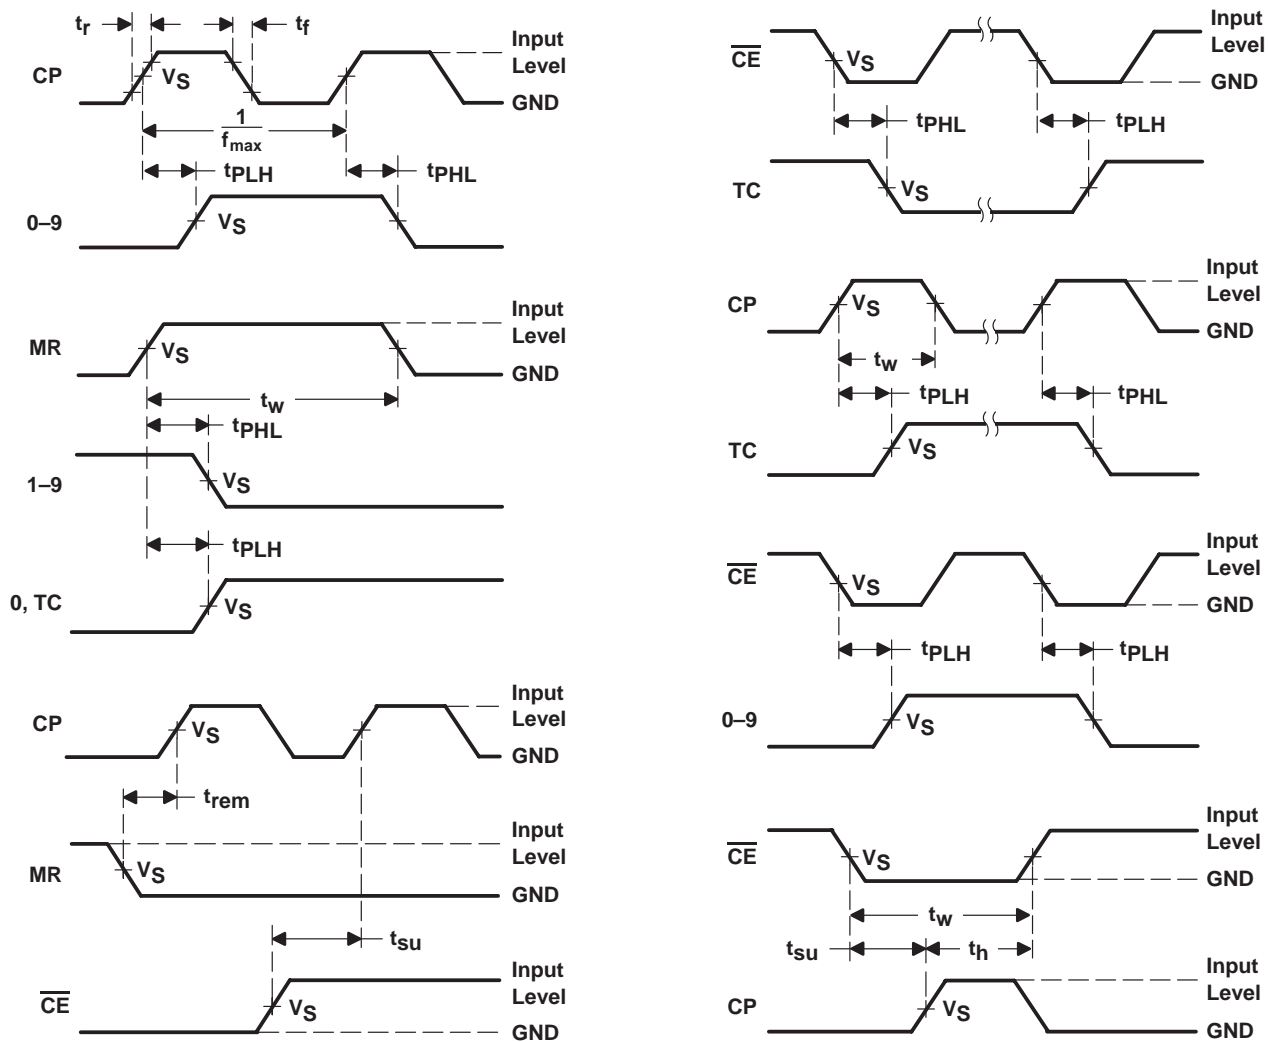 tr
tf
CP
VS
Input
Level
GND
1
fmax
tPLH
tPHL
0–9
VS
MR
VS
Input
Level
GND
tw
tPHL
1–9
VS
tPLH
0, TC
VS
CP
VS
Input
Level
GND
trem
MR
VS
Input
Level
GND
tsu
CE
VS
Input
Level
GND
CE
VS
Input
Level
GND
tPHL
tPLH
TC
VS
CP
VS
Input
Level
GND
tw
tPLH
tPHL
TC
VS
CE
VS
Input
Level
GND
tPLH
tPLH
0–9
VS
CE
VS
Input
Level
GND
tw
tsu
th
CP
VS
Input
Level
GND